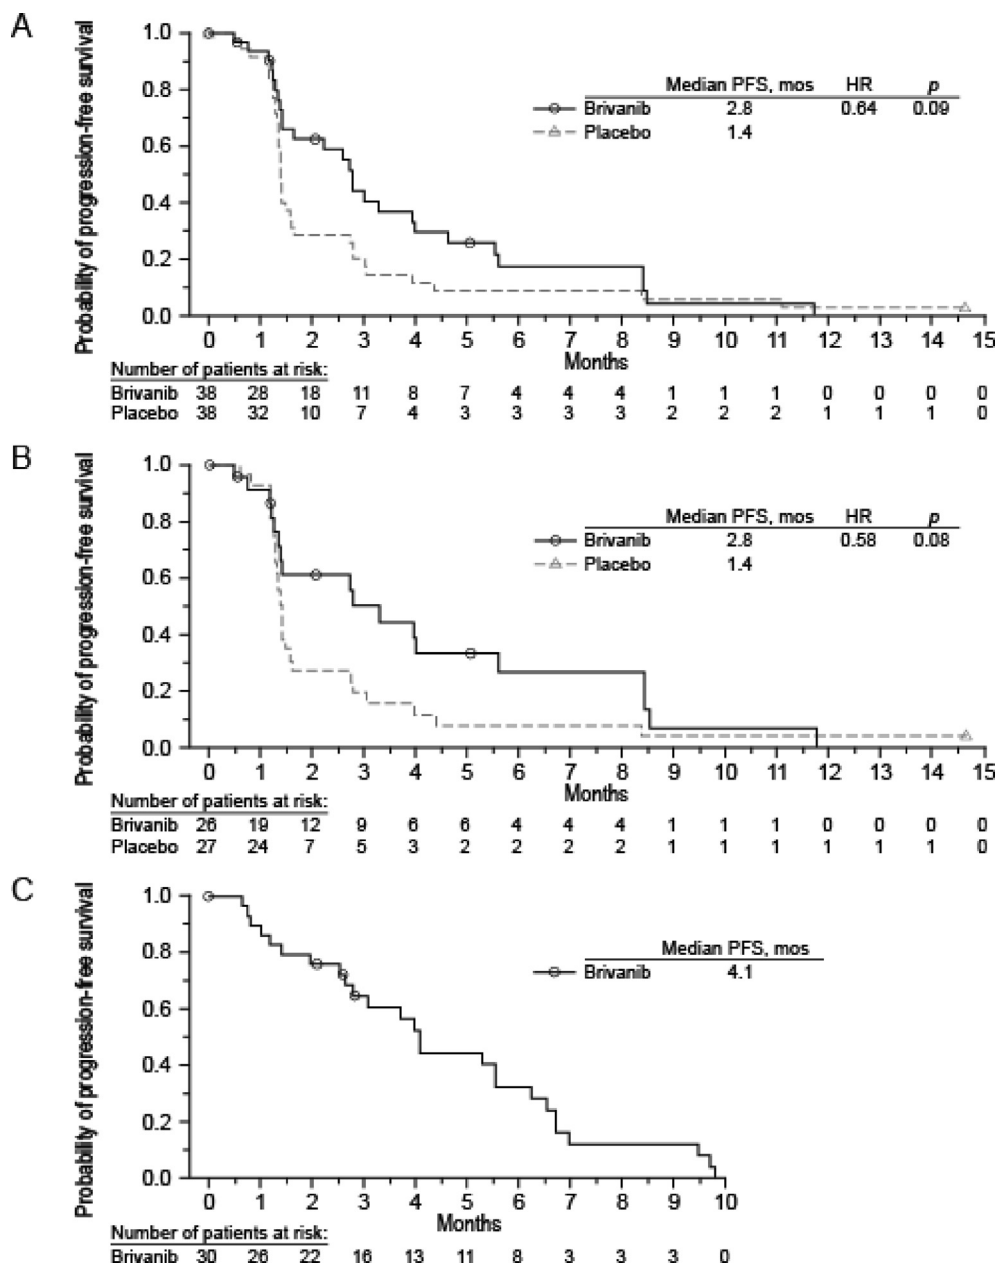 A
Probability of progression-free survival
1.0
0.8
0.6
0.4
0.2
0.0
Median PFS, mos HR p
Brivanib 2.8 0.64 0.09
Placebo 1.4
0 1 2 3 4 5 6 7 8 9 10 11 12 13 14 15
Months
Number of patients at risk:
Brivanib 38 28 18 11 8 7 4 4 4 1 1 1 0 0 0 0
Placebo 38 32 10 7 4 3 3 3 3 2 2 2 1 1 1 0
B
Probability of progression-free survival
1.0
0.8
0.6
0.4
0.2
0.0
Median PFS, mos HR p
Brivanib 2.8 0.58 0.08
Placebo 1.4
0 1 2 3 4 5 6 7 8 9 10 11 12 13 14 15
Months
Number of patients at risk:
Brivanib 26 19 12 9 6 6 4 4 4 1 1 1 0 0 0 0
Placebo 27 24 7 5 3 2 2 2 2 1 1 1 1 1 1 0
C
Probability of progression-free survival
1.0
0.8
0.6
0.4
0.2
0.0
Median PFS, mos
Brivanib 4.1
0 1 2 3 4 5 6 7 8 9 10
Months
Number of patients at risk:
Brivanib 30 26 22 16 13 11 8 3 3 3 0